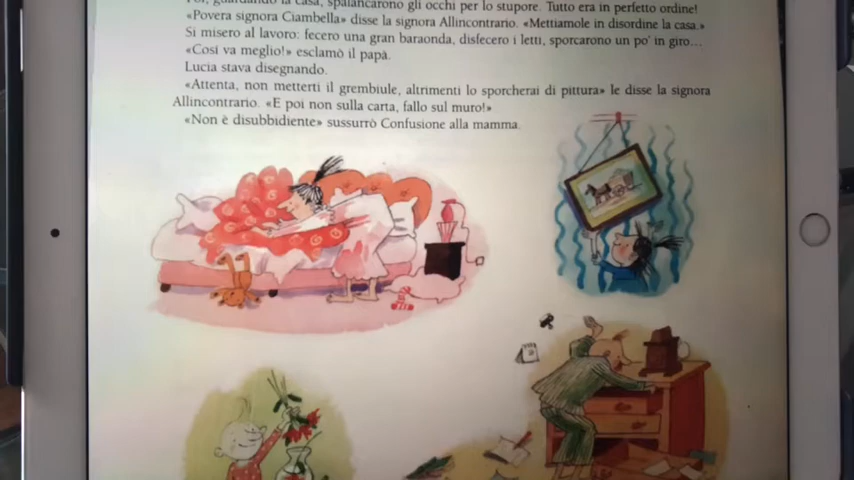 guardando la casa, spalancarono gli occhi per lo stupore. Tutto era in perfetto ordine!
«Povera signora Ciambella» disse la signora Allincontrario. «Mettiamole in disordine la casa.»
Si misero al lavoro: fecero una gran baraonda, disfecero i letti, sporcarono un po' in giro...
«Così va meglio!» esclamò il papà.
Lucia stava disegnando.
«Attenta, non metterti il grembiule, altrimenti lo sporcherai di pittura» le disse la signora
Allincontrario. «E poi non sulla carta, fallo sul muro!»
«Non è disubbidiente» sussurrò Confusione alla mamma.